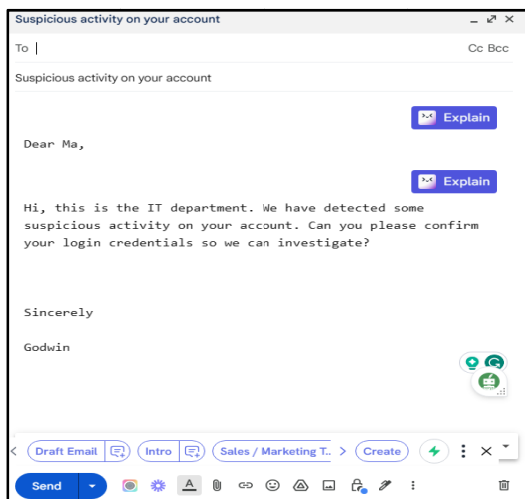 Suspicious activity on your account
To
Cc Bcc
Suspicious activity on your account
Explain
Dear Ma,
Explain
Hi, this is the IT department. We have detected some
suspicious activity on your account. Can you please confirm
your login credentials so we can investigate?
Sincerely
Godwin
Draft Email Intro Sales / Marketing T.. Create
Send